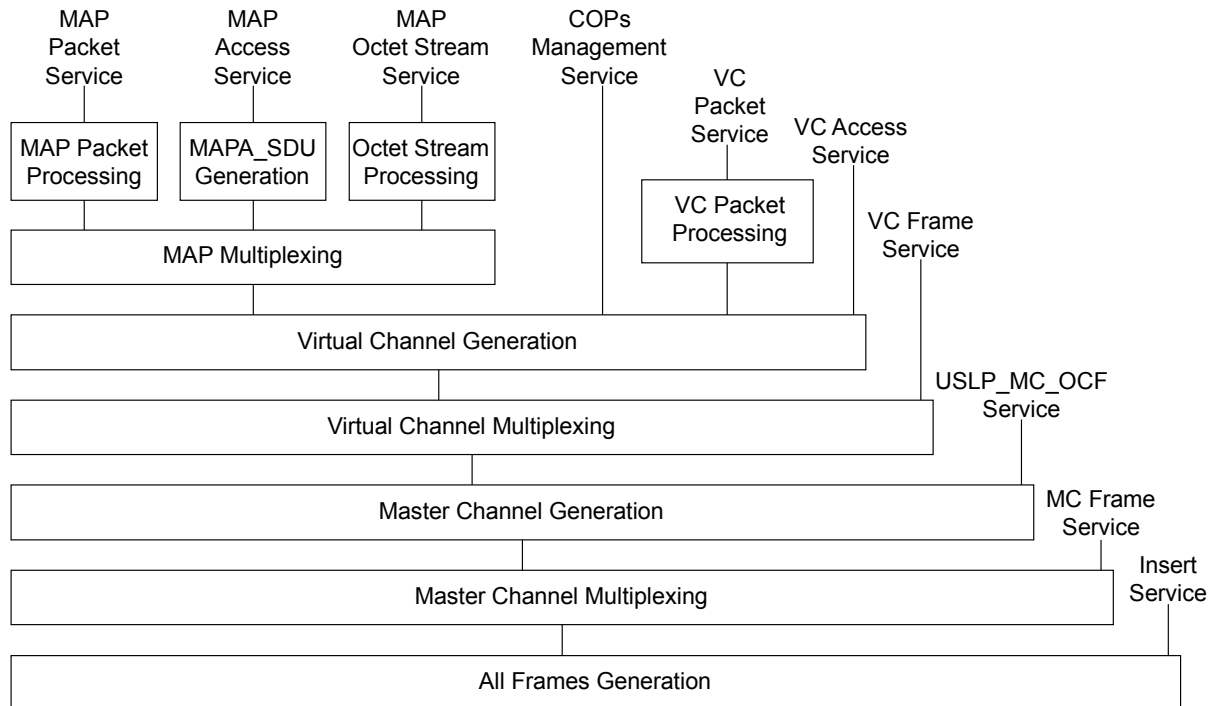 MAP
Packet
Service
MAP
Access
Service
MAP
Octet Stream
Service
COPs
Management
Service
VC
Packet
Service
VC Access
Service
VC Frame
Service
MAP Packet
Processing
MAPA_SDU
Generation
Octet Stream
Processing
VC Packet
Processing
MAP Multiplexing
Virtual Channel Generation
USLP_MC_OCF
Service
Virtual Channel Multiplexing
MC Frame
Service
Master Channel Generation
Insert
Service
Master Channel Multiplexing
All Frames Generation